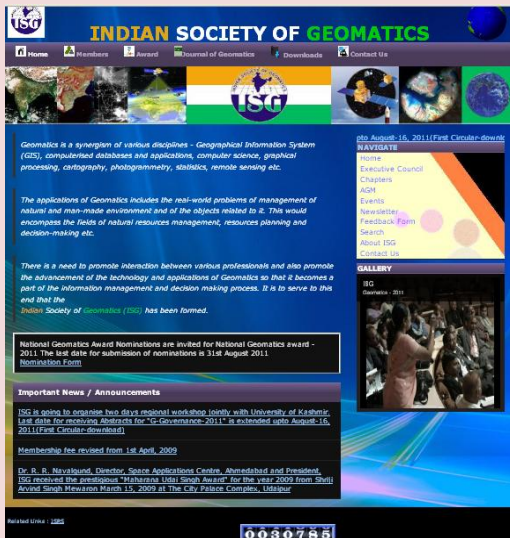 ISG
INDIAN SOCIETY OF GEOMATICS
Home Members Award Journal of Geomatics Downloads Contact Us
ISG
pto August-16, 2011(First Circular-downlo
NAVIGATE
Home
Executive Council
Chapters
AGM
Events
Newsletter
Feedback Form
Search
About ISG
Contact Us
GALLERY
ISG
Geomatics - 2011
Geomatics is a synergism of various disciplines - Geographical Information System
(GIS), computerised databases and applications, computer science, graphical
processing, cartography, photogrammetry, statistics, remote sensing etc.
The applications of Geomatics includes the real-world problems of management of
natural and man-made environment and of the objects related to it. This would
encompass the fields of natural resources management, resources planning and
decision-making etc.
There is a need to promote interaction between various professionals and also promote
the advancement of the technology and applications of Geomatics so that it becomes a
part of the information management and decision making process. It is to serve to this
end that the
Indian Society of Geomatics (ISG) has been formed.
National Geomatics Award Nominations are invited for National Geomatics award -
2011 The last date for submission of nominations is 31st August 2011
Nomination Form
Important News / Announcements
ISG is going to organise two days regional workshop jointly with University of Kashmir.
Last date for receiving Abstracts for "G-Governance-2011" is extended upto August-16,
2011(First Circular-download)
Membership fee revised from 1st April, 2009
Dr. R. R. Navalgund, Director, Space Applications Centre, Ahmedabad and President,
ISG received the prestigious "Maharana Udai Singh Award" for the year 2009 from Shriji
Arvind Singh Mewaron March 15, 2009 at The City Palace Complex, Udaipur
Related Links : ISRS
0030785